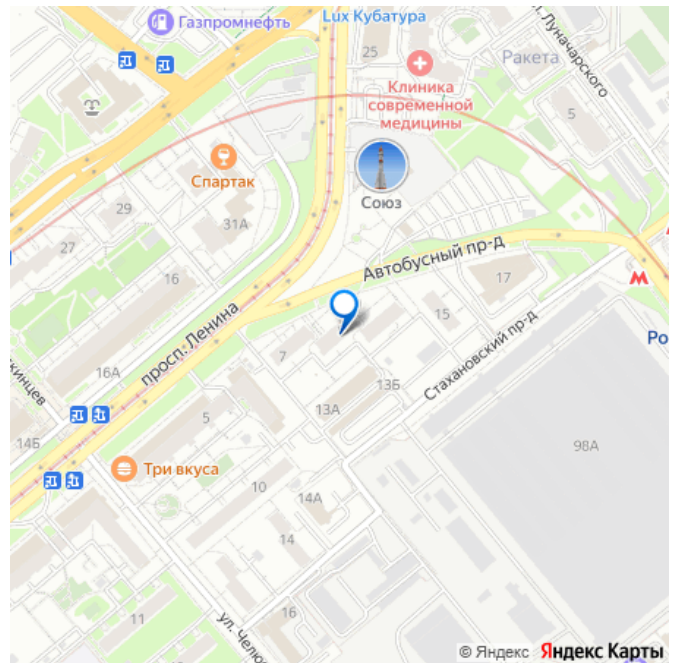 Газпромнефть
Lux Кубатура
25
Клиника
современной
медицины
Ракета
л. Луначарского
5
Спартак
Союз
29
31А
27
16
Автобусный пр-д
17
просп. Ленина
15
Ро
7
Стахановский пр-д
16А
13Б
13А
5
14Б
98А
Три вкуса
10
14А
14
11
16
ул. Челю
© Яндекс Яндекс Карты